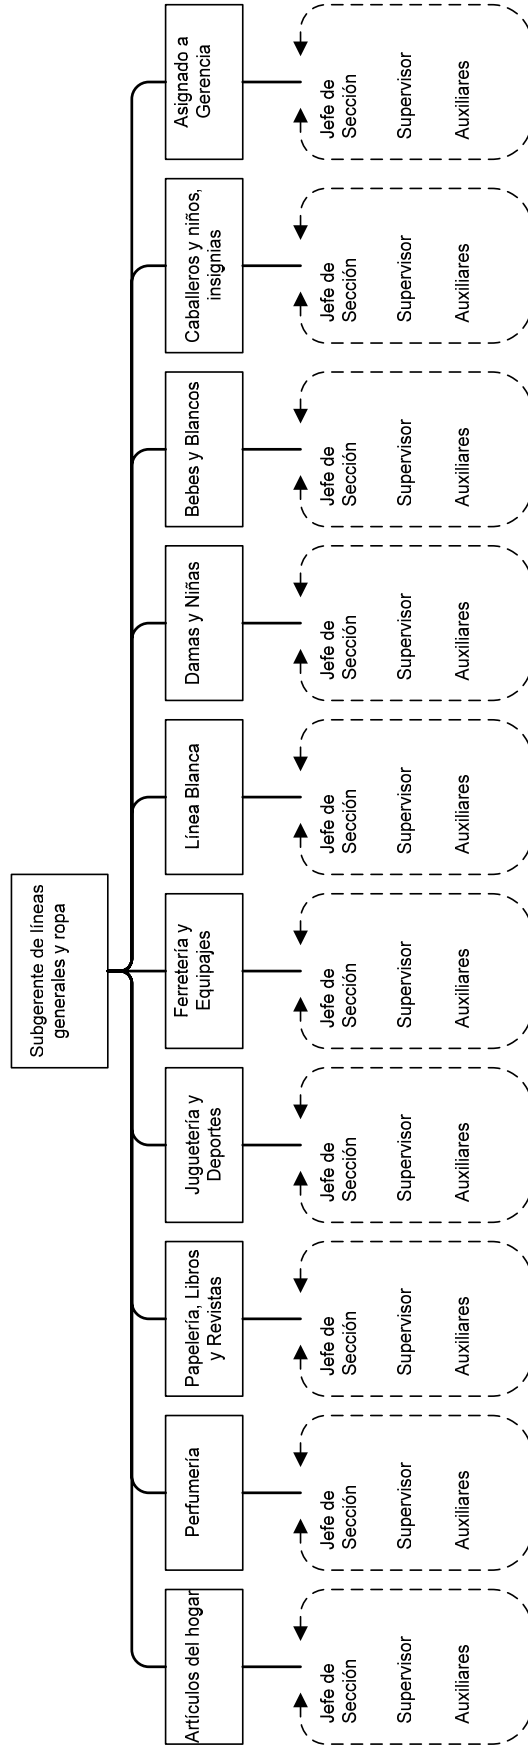 Subgerente de líneas
generales y ropa
Artículos del hogar
Perfumería
Papelería, Libros
y Revistas
Juguetería y
Deportes
Ferretería y
Equipajes
Línea Blanca
Damas y Niñas
Bebes y Blancos
Caballeros y niños,
insignias
Asignado a
Gerencia
Jefe de
Sección
Supervisor
Auxiliares
Jefe de
Sección
Supervisor
Auxiliares
Jefe de
Sección
Supervisor
Auxiliares
Jefe de
Sección
Supervisor
Auxiliares
Jefe de
Sección
Supervisor
Auxiliares
Jefe de
Sección
Supervisor
Auxiliares
Jefe de
Sección
Supervisor
Auxiliares
Jefe de
Sección
Supervisor
Auxiliares
Jefe de
Sección
Supervisor
Auxiliares
Jefe de
Sección
Supervisor
Auxiliares